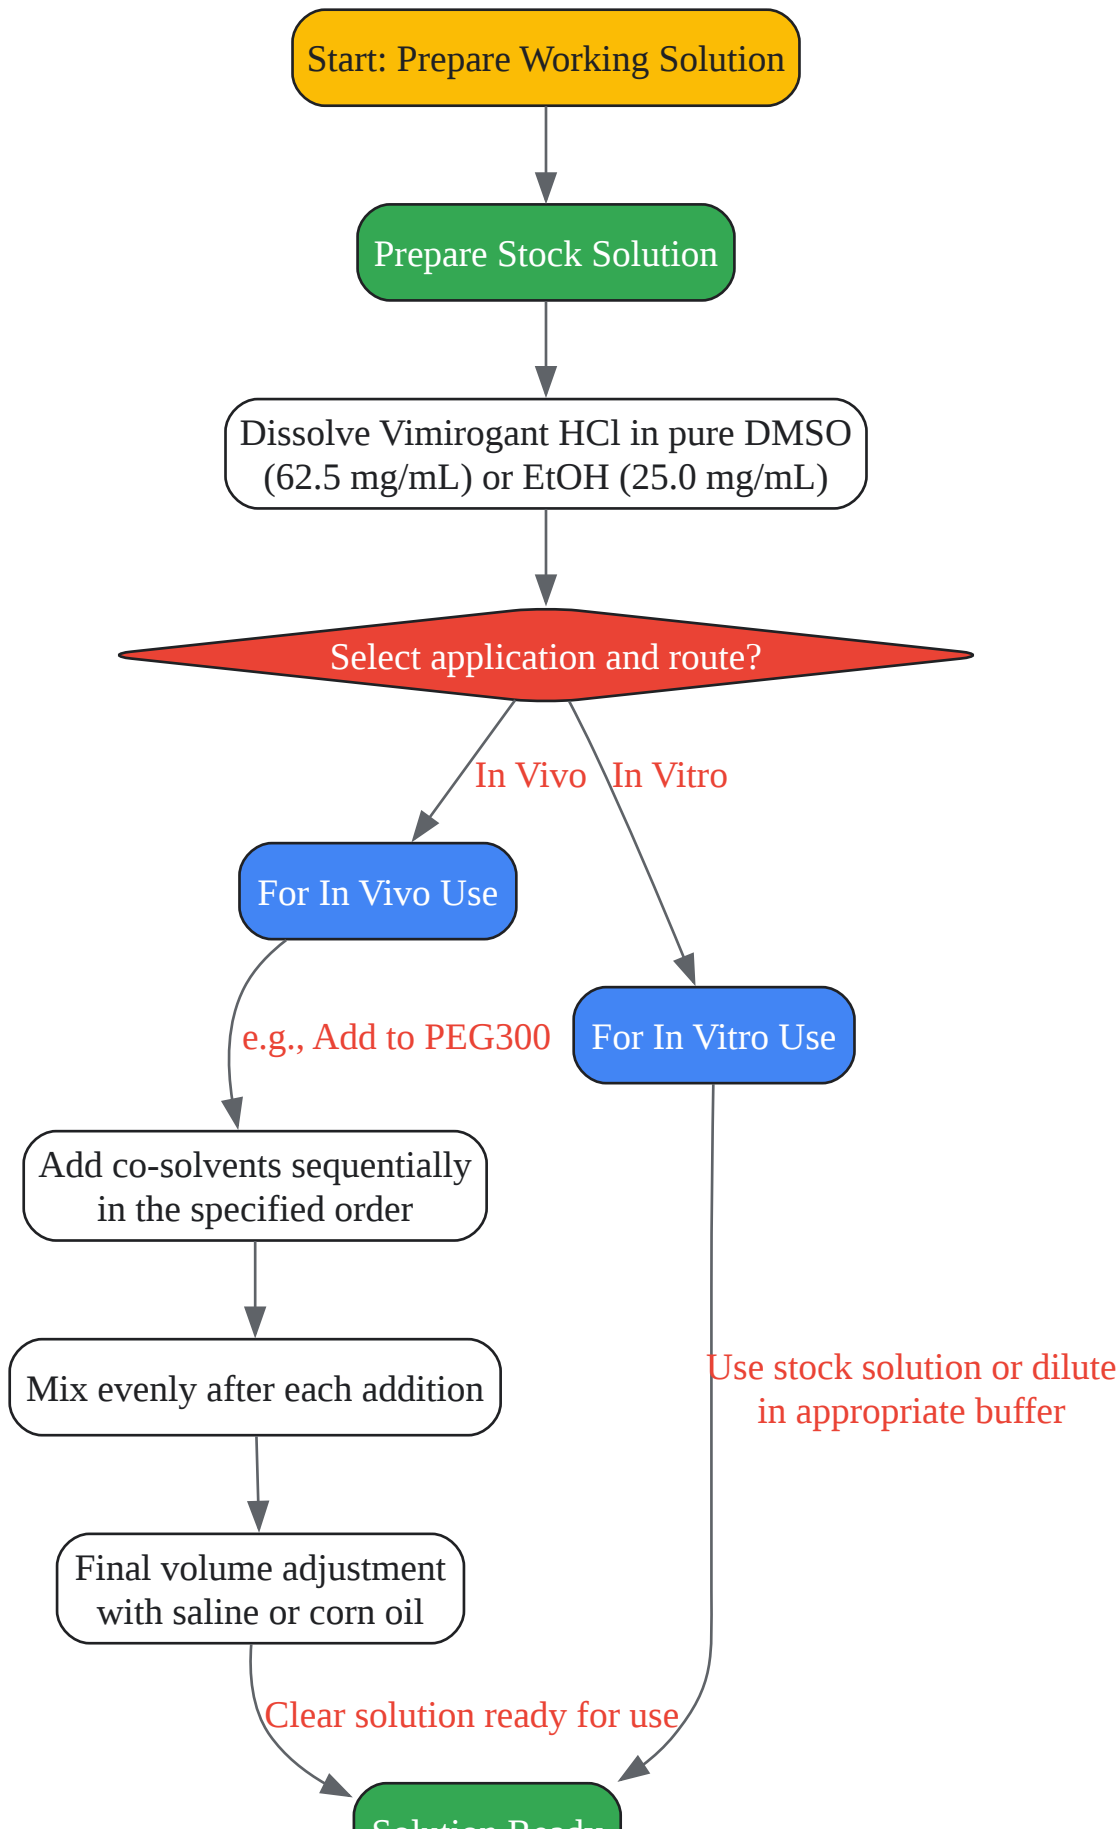 Start: Prepare Working Solution
Prepare Stock Solution
Dissolve Vimirogant HCl in pure DMSO
(62.5 mg/mL) or EtOH (25.0 mg/mL)
Select application and route?
In Vivo
In Vitro
For In Vivo Use
e.g., Add to PEG300
For In Vitro Use
Add co-solvents sequentially
in the specified order
Mix evenly after each addition
Use stock solution or dilute
in appropriate buffer
Final volume adjustment
with saline or corn oil
Clear solution ready for use
Solution Ready